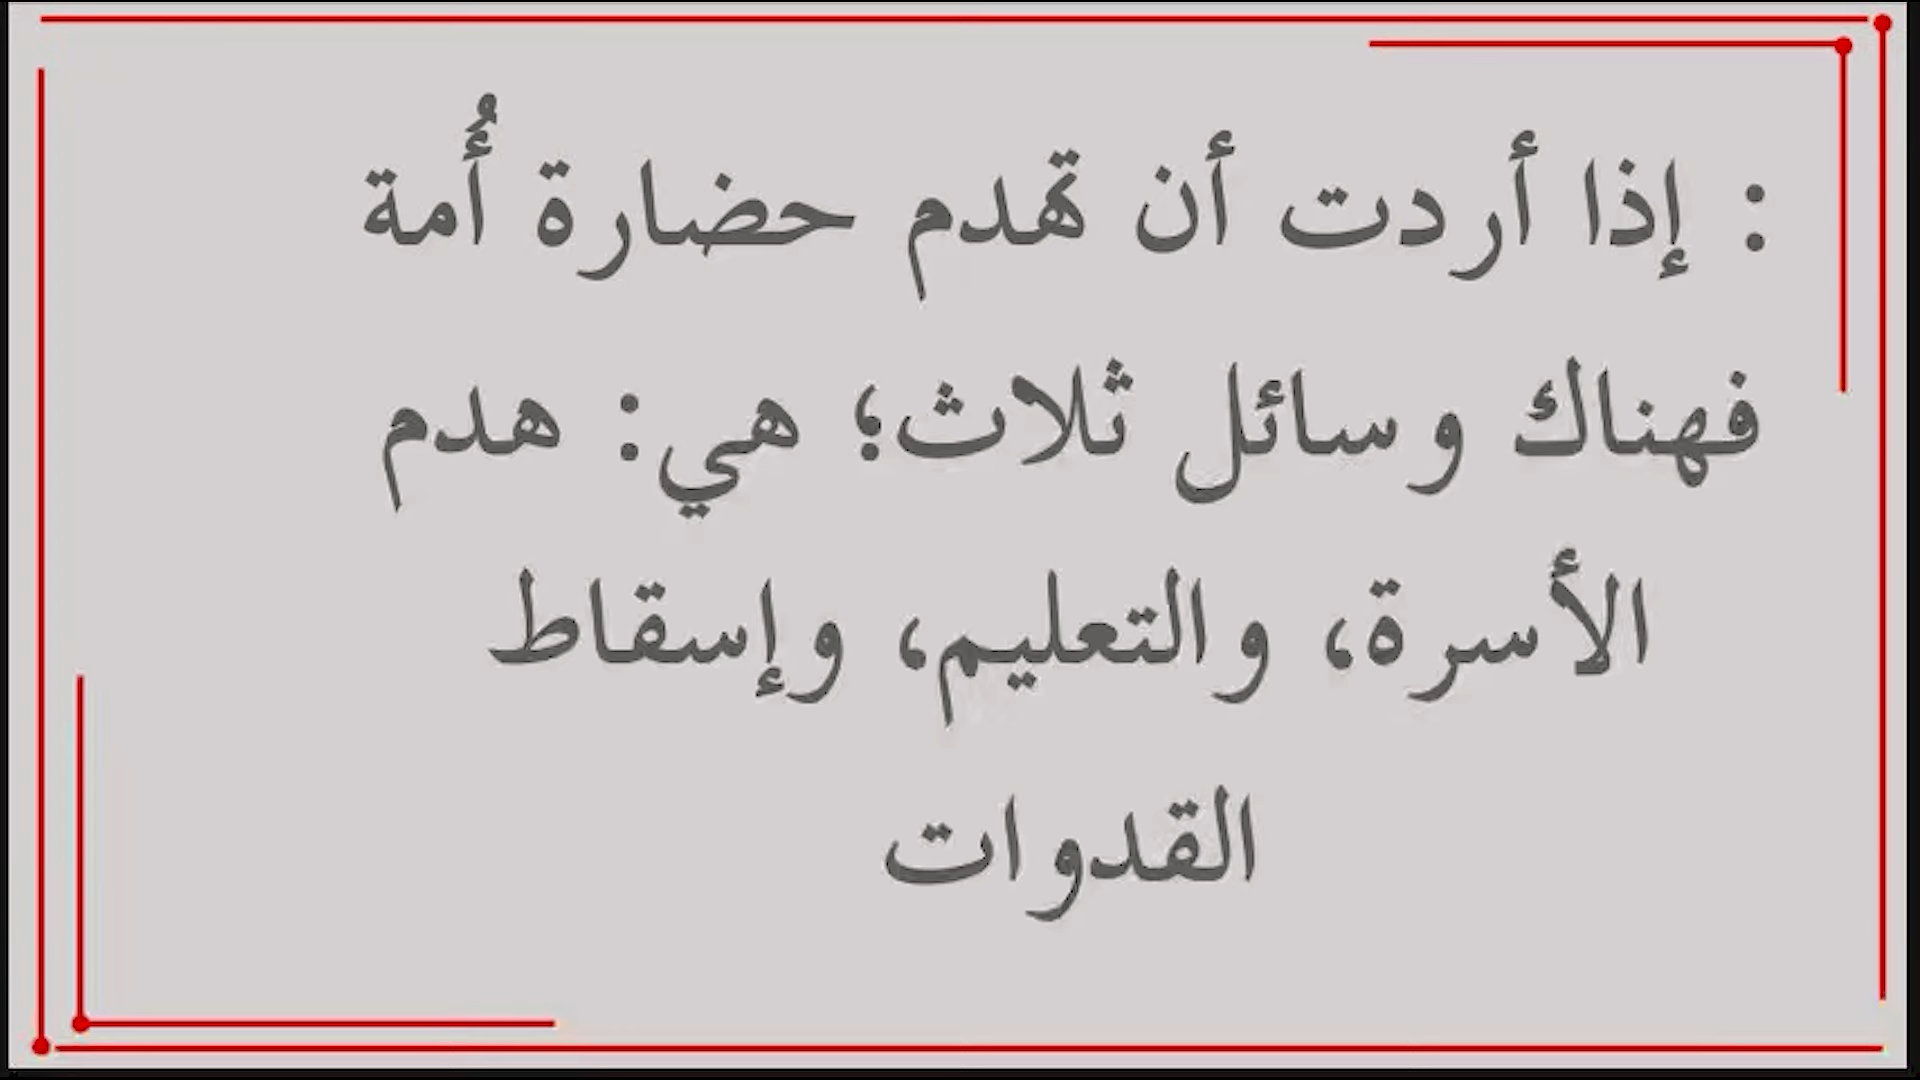 : إذا أردت أن تهدم حضارة أُمة
فهناك وسائل ثلاث؛ هي: هدم
الأسرة، والتعليم، وإسقاط
القدوات